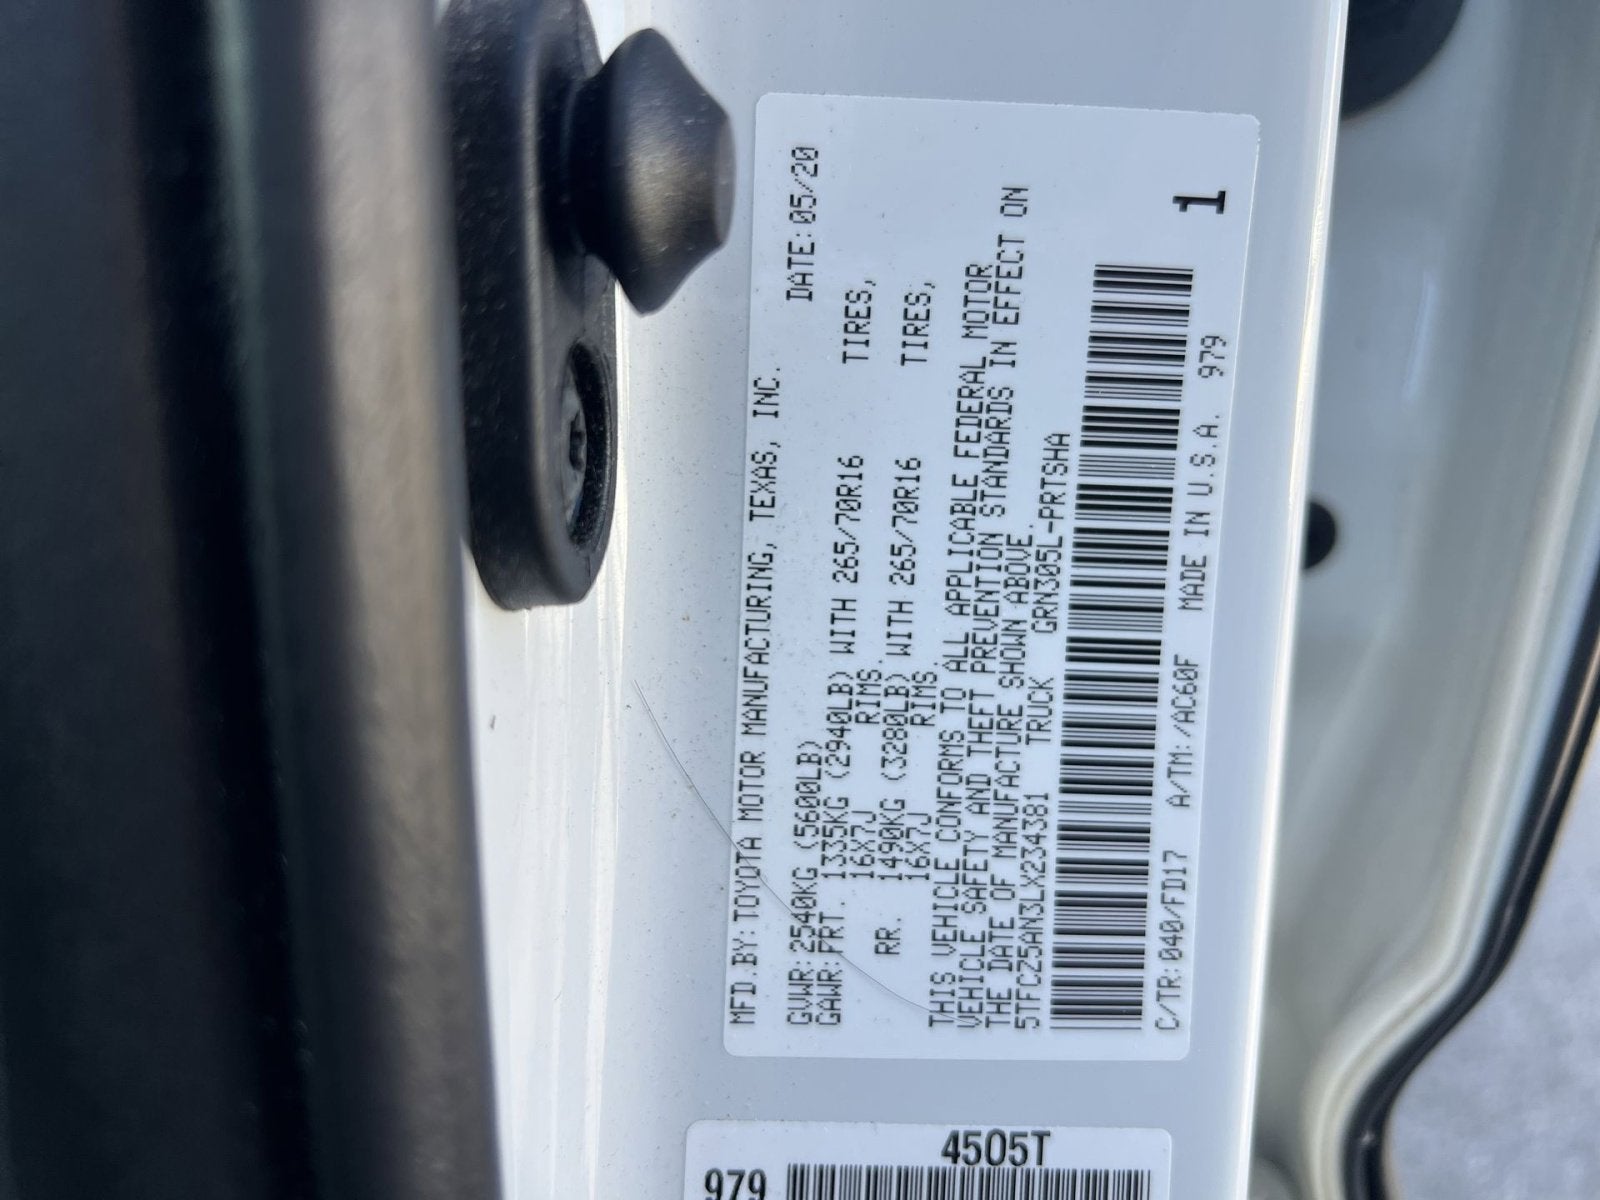 MFD.BY:TOYOTA MOTOR MANUFACTURING, TEXAS, INC.
DATE:05/20
GVWR:2540KG (5600LB)
GAWR:FRT. 1335KG (2940LB) WITH 265/70R16 TIRES,
16X7J RIMS.
RR. 1490KG (3280LB) WITH 265/70R16 TIRES,
16X7J RIMS.
THIS VEHICLE CONFORMS TO ALL APPLICABLE FEDERAL MOTOR
VEHICLE SAFETY AND THEFT PREVENTION STANDARDS IN EFFECT ON
THE DATE OF MANUFACTURE SHOWN ABOVE.
5TFCZ5AN3LX234381 TRUCK GRN305L-PRTSHA
C/TR:040/FD17 A/TM:/AC60F MADE IN U.S.A. 979
1
4505T
979